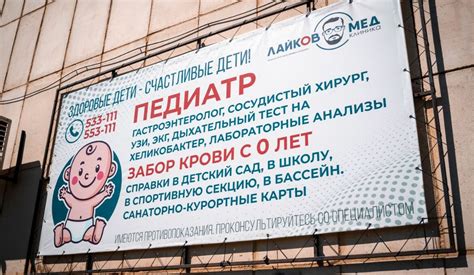 ЛАЙКОВ МЕД
КЛИНИКА
ЗДОРОВЫЕ ДЕТИ - СЧАСТЛИВЫЕ ДЕТИ!
533-111
553-111
ПЕДИАТР
ГАСТРОЭНТЕРОЛОГ, СОСУДИСТЫЙ ХИРУРГ,
УЗИ, ЭКГ, ДЫХАТЕЛЬНЫЙ ТЕСТ НА
ХЕЛИКОБАКТЕР, ЛАБОРАТОРНЫЕ АНАЛИЗЫ
ЗАБОР КРОВИ С 0 ЛЕТ
СПРАВКИ В ДЕТСКИЙ САД, В ШКОЛУ,
В СПОРТИВНУЮ СЕКЦИЮ, В БАССЕЙН.
САНАТОРНО-КУРОРТНЫЕ КАРТЫ
ИМЕЮТСЯ ПРОТИВОПОКАЗАНИЯ. ПРОКОНСУЛЬТИРУЙТЕСЬ СО СПЕЦИАЛИСТОМ